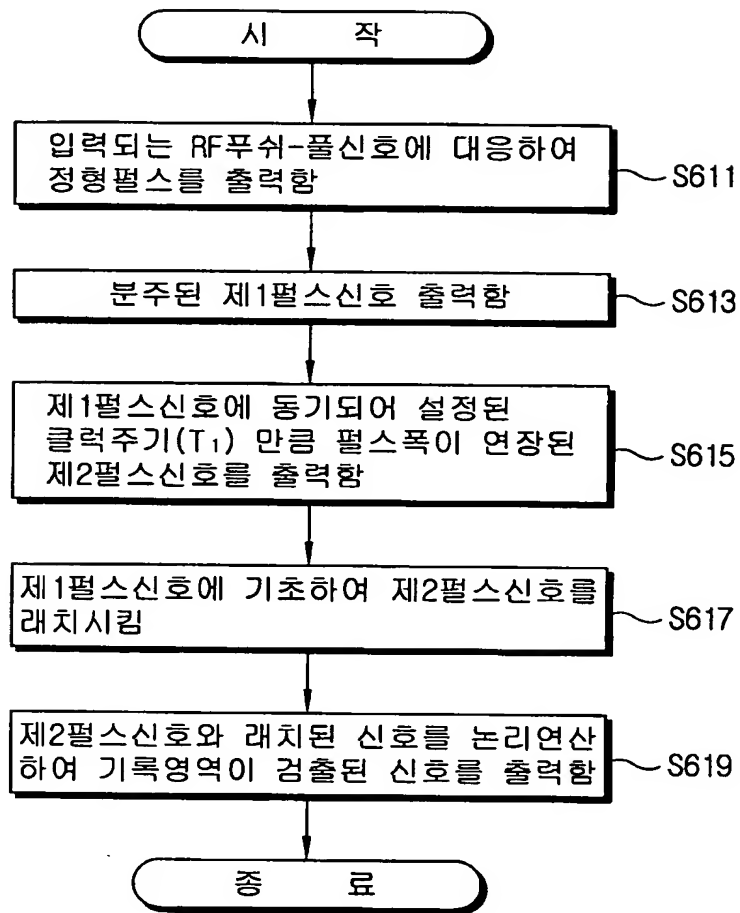 시 작
입력되는 RF푸쉬-풀신호에 대응하여
정형펄스를 출력함
S611
분주된 제1펄스신호 출력함
S613
제1펄스신호에 동기되어 설정된
클럭주기(T₁) 만큼 펄스폭이 연장된
제2펄스신호를 출력함
S615
제1펄스신호에 기초하여 제2펄스신호를
래치시킴
S617
제2펄스신호와 래치된 신호를 논리연산
하여 기록영역이 검출된 신호를 출력함
S619
종 료